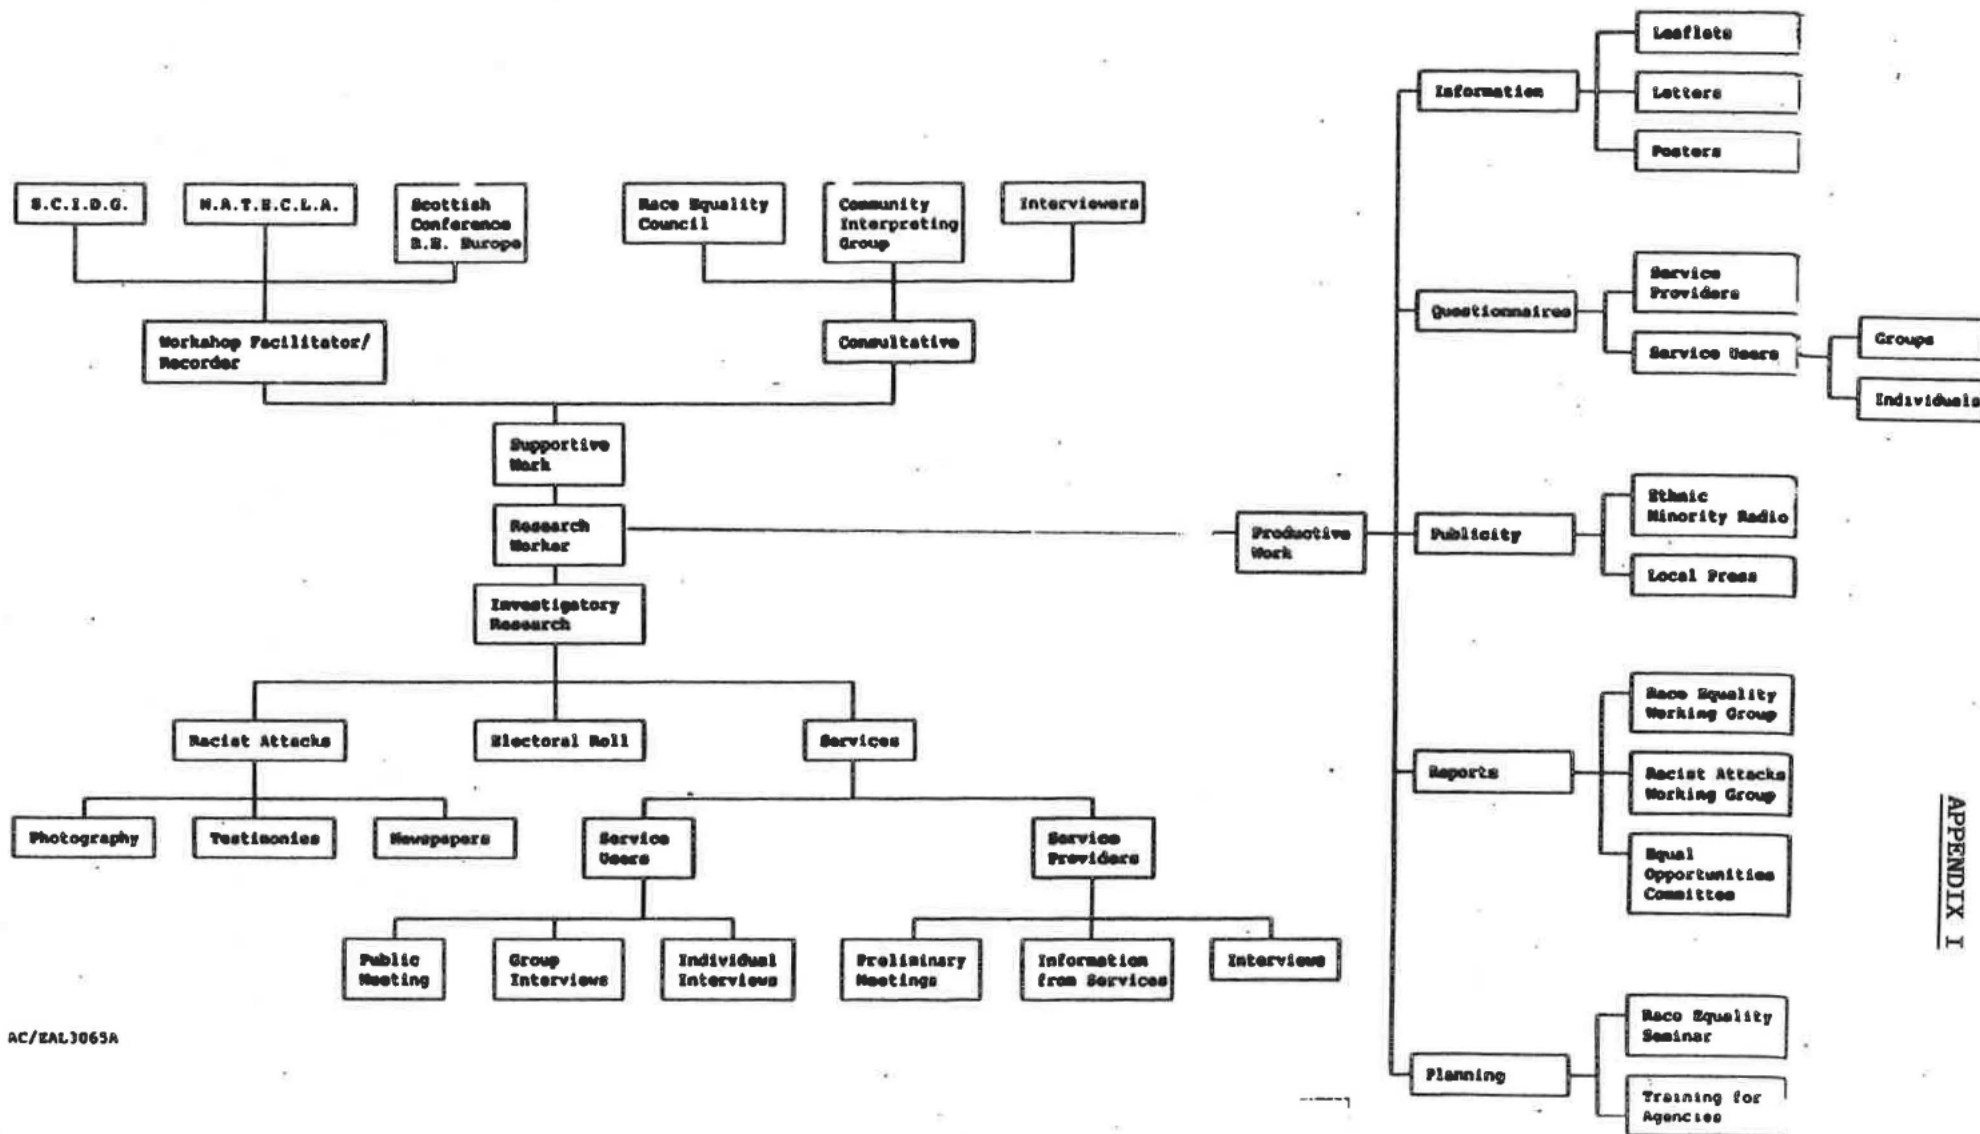 S.C.I.D.G.
N.A.T.E.C.L.A.
Scottish
Conference
Europe
Race Equality
Council
Community
Interpreting
Group
Interviewers
Workshop Facilitator/
Recorder
Consultative
Supportive
Work
Research
Worker
Investigatory
Research
Racist Attacks
Electoral Roll
Services
Photography
Testimonies
Newspapers
Service
Users
Service
Providers
Public
Meeting
Group
Interviews
Individual
Interviews
Preliminary
Meetings
Information
from Services
Interviews
Productive
Work
Information
Leaflets
Letters
Posters
Questionnaires
Service
Providers
Service Users
Groups
Individuals
Publicity
Ethnic
Minority Radio
Local Press
Reports
Race Equality
Working Group
Racist Attacks
Working Group
Equal
Opportunities
Committee
Planning
Race Equality
Seminar
Training for
Agencies
APPENDIX I
AC/EAL3065A